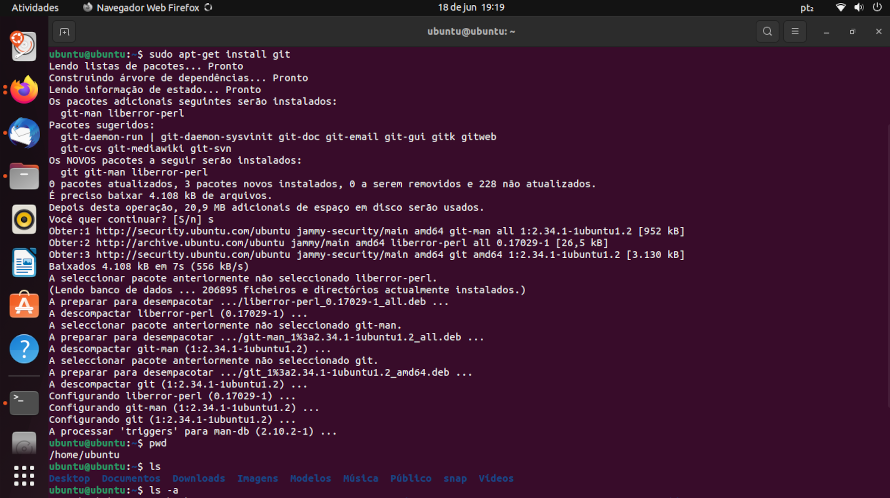 Atividades Navegador Web Firefox 18 de jun 19:19 pt₂
ubuntu@ubuntu: ~
ubuntu@ubuntu:~$ sudo apt-get install git
Lendo listas de pacotes... Pronto
Construindo árvore de dependências... Pronto
Lendo informação de estado... Pronto
Os pacotes adicionais seguintes serão instalados:
  git-man liberror-perl
Pacotes sugeridos:
  git-daemon-run | git-daemon-sysvinit git-doc git-email git-gui gitk gitweb
  git-cvs git-mediawiki git-svn
Os NOVOS pacotes a seguir serão instalados:
  git git-man liberror-perl
0 pacotes atualizados, 3 pacotes novos instalados, 0 a serem removidos e 228 não atualizados.
É preciso baixar 4.108 kB de arquivos.
Depois desta operação, 20,9 MB adicionais de espaço em disco serão usados.
Você quer continuar? [S/n] s
Obter:1 http://security.ubuntu.com/ubuntu jammy-security/main amd64 git-man all 1:2.34.1-1ubuntu1.2 [952 kB]
Obter:2 http://archive.ubuntu.com/ubuntu jammy/main amd64 liberror-perl all 0.17029-1 [26,5 kB]
Obter:3 http://security.ubuntu.com/ubuntu jammy-security/main amd64 git amd64 1:2.34.1-1ubuntu1.2 [3.130 kB]
Baixados 4.108 kB em 7s (556 kB/s)
A seleccionar pacote anteriormente não seleccionado liberror-perl.
(Lendo banco de dados ... 206895 ficheiros e directórios actualmente instalados.)
A preparar para desempacotar .../liberror-perl_0.17029-1_all.deb ...
A descompactar liberror-perl (0.17029-1) ...
A seleccionar pacote anteriormente não seleccionado git-man.
A preparar para desempacotar .../git-man_1%3a2.34.1-1ubuntu1.2_all.deb ...
A descompactar git-man (1:2.34.1-1ubuntu1.2) ...
A seleccionar pacote anteriormente não seleccionado git.
A preparar para desempacotar .../git_1%3a2.34.1-1ubuntu1.2_amd64.deb ...
A descompactar git (1:2.34.1-1ubuntu1.2) ...
Configurando liberror-perl (0.17029-1) ...
Configurando git-man (1:2.34.1-1ubuntu1.2) ...
Configurando git (1:2.34.1-1ubuntu1.2) ...
A processar 'triggers' para man-db (2.10.2-1) ...
ubuntu@ubuntu:~$ pwd
/home/ubuntu
ubuntu@ubuntu:~$ ls
Desktop Documentos Downloads Imagens Modelos Música Público snap Vídeos
ubuntu@ubuntu:~$ ls -a